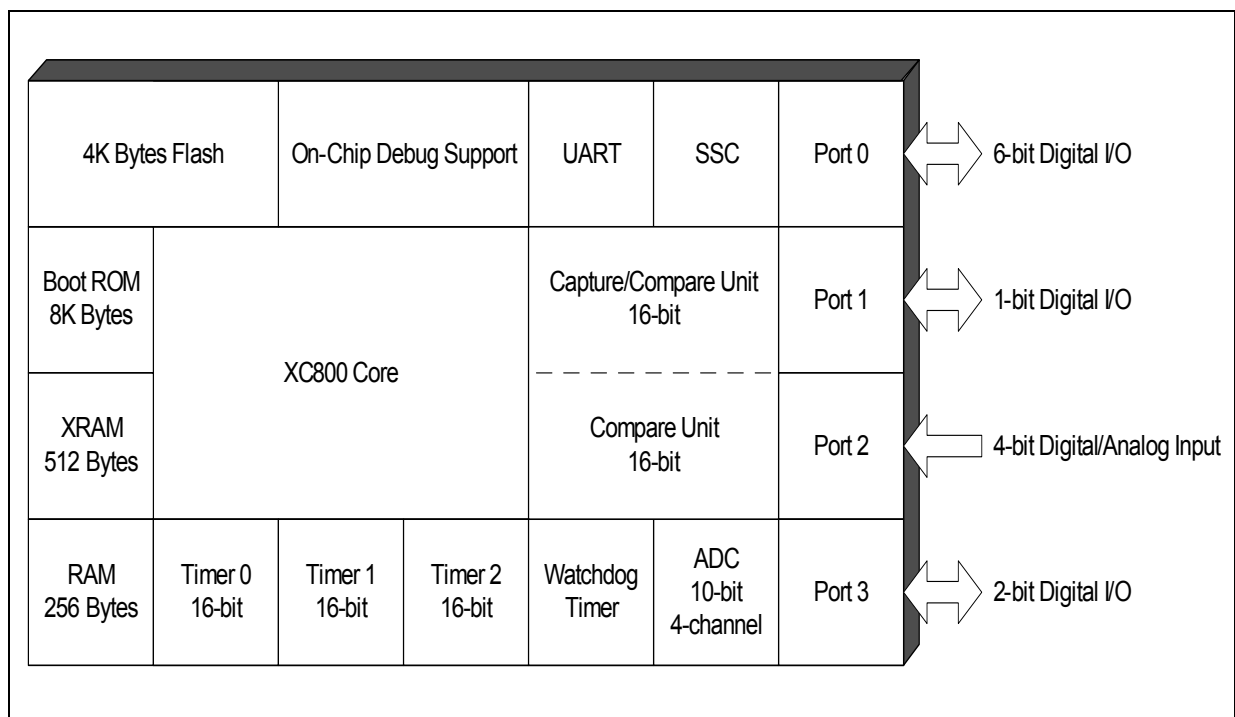 4K Bytes Flash
On-Chip Debug Support
UART
SSC
Port 0
6-bit Digital I/O
Boot ROM
8K Bytes
XC800 Core
Capture/Compare Unit
16-bit
Port 1
1-bit Digital I/O
XRAM
512 Bytes
Compare Unit
16-bit
Port 2
4-bit Digital/Analog Input
RAM
256 Bytes
Timer 0
16-bit
Timer 1
16-bit
Timer 2
16-bit
Watchdog
Timer
ADC
10-bit
4-channel
Port 3
2-bit Digital I/O